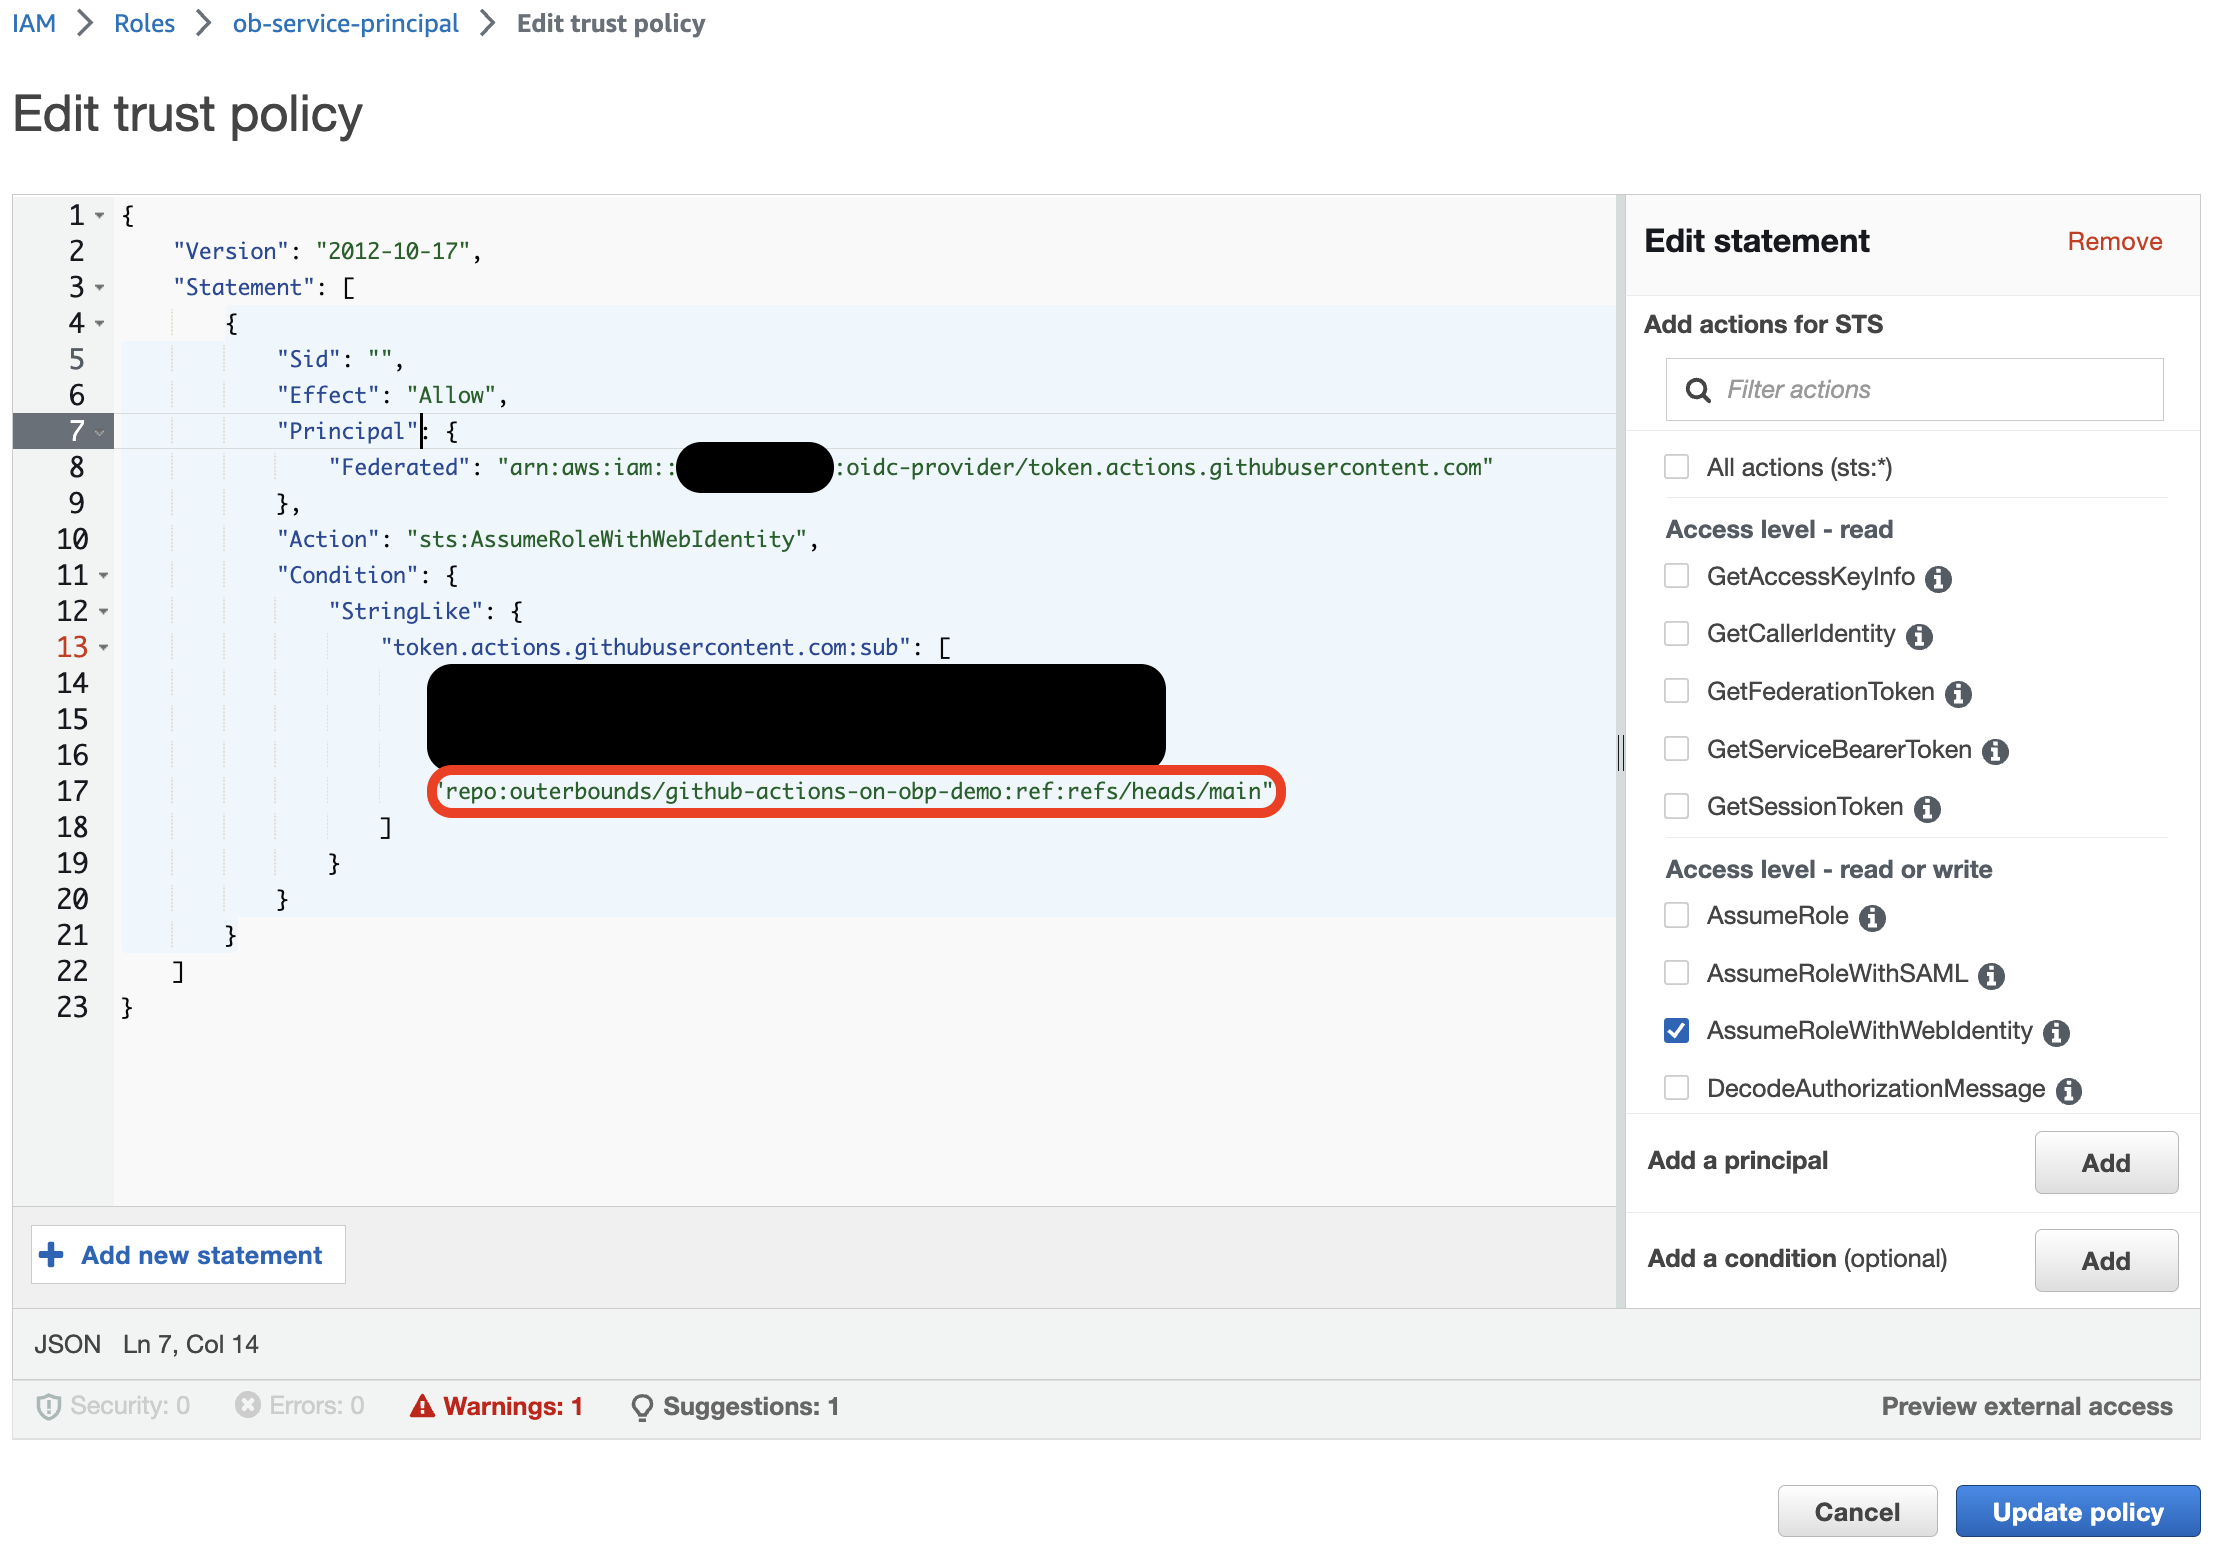 IAM > Roles > ob-service-principal > Edit trust policy
Edit trust policy
1 {
2 "Version": "2012-10-17",
3 "Statement": [
4 {
5 "Sid": "",
6 "Effect": "Allow",
7 "Principal": {
8 "Federated": "arn:aws:iam:: :oidc-provider/token.actions.githubusercontent.com"
9 },
10 "Action": "sts:AssumeRoleWithWebIdentity",
11 "Condition": {
12 "StringLike": {
13 "token.actions.githubusercontent.com:sub": [
14
15
16
17 "repo:outerbounds/github-actions-on-obp-demo:ref:refs/heads/main"
18 ]
19 }
20 }
21 }
22 ]
23 }
Add new statement
JSON Ln 7, Col 14
Security: 0 Errors: 0 Warnings: 1 Suggestions: 1 Preview external access
Edit statement Remove
Add actions for STS
Filter actions
All actions (sts:*)
Access level - read
GetAccessKeyInfo
GetCallerIdentity
GetFederationToken
GetServiceBearerToken
GetSessionToken
Access level - read or write
AssumeRole
AssumeRoleWithSAML
AssumeRoleWithWebIdentity
DecodeAuthorizationMessage
Add a principal Add
Add a condition (optional) Add
Cancel Update policy